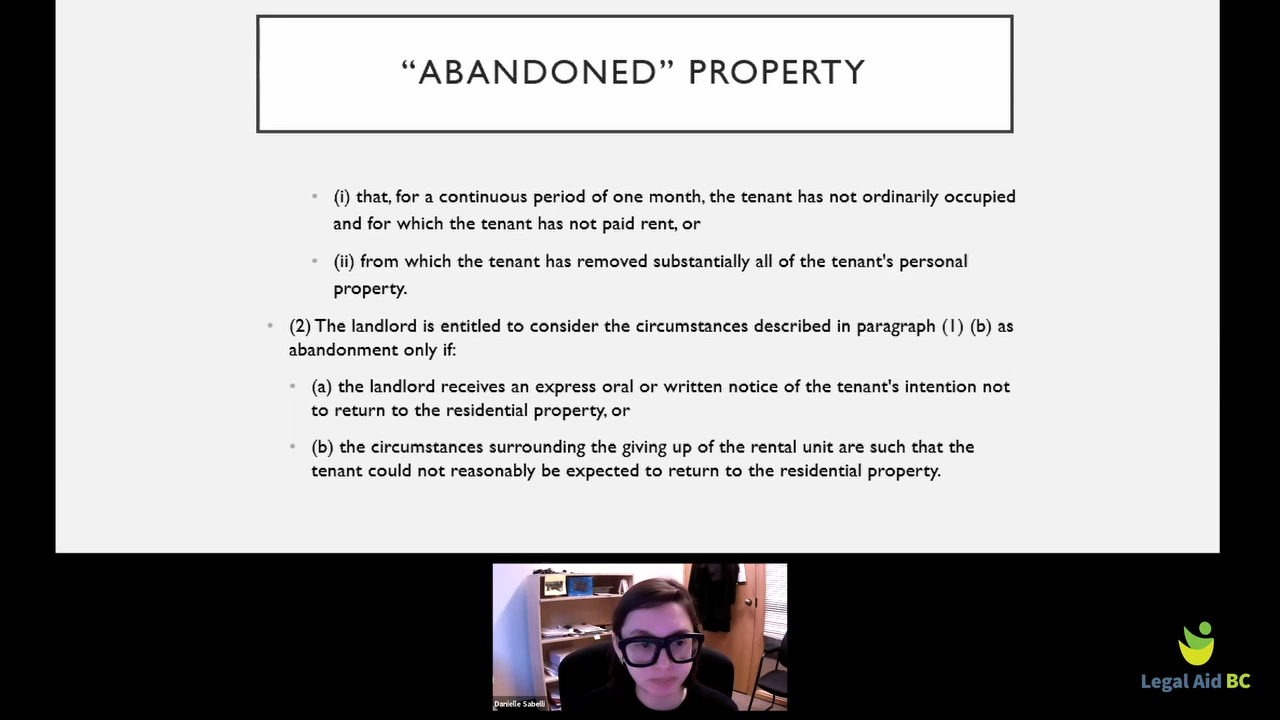 “ABANDONED” PROPERTY
(i) that, for a continuous period of one month, the tenant has not ordinarily occupied
and for which the tenant has not paid rent, or
(ii) from which the tenant has removed substantially all of the tenant's personal
property.
(2) The landlord is entitled to consider the circumstances described in paragraph (1) (b) as
abandonment only if:
(a) the landlord receives an express oral or written notice of the tenant's intention not
to return to the residential property, or
(b) the circumstances surrounding the giving up of the rental unit are such that the
tenant could not reasonably be expected to return to the residential property.
Danielle Sabelli
Legal Aid BC